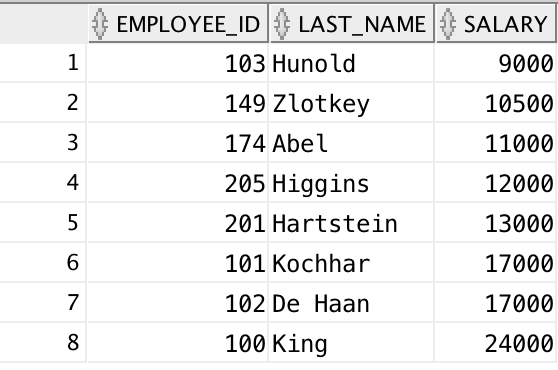 EMPLOYEE_ID LAST_NAME SALARY
1 103 Hunold 9000
2 149 Zlotkey 10500
3 174 Abel 11000
4 205 Higgins 12000
5 201 Hartstein 13000
6 101 Kochhar 17000
7 102 De Haan 17000
8 100 King 24000